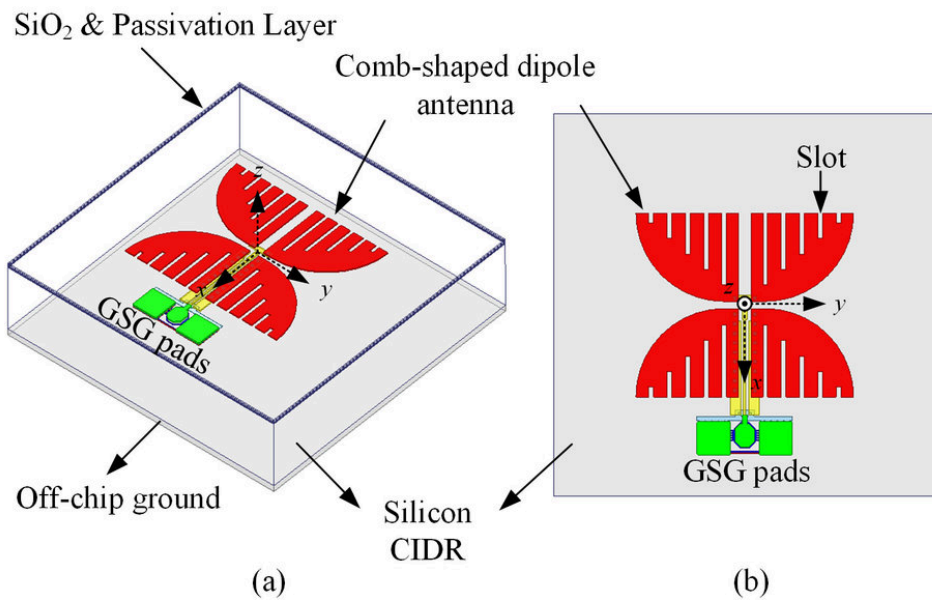 SiO₂ & Passivation Layer
Comb-shaped dipole
antenna
z
x
y
GSG pads
Off-chip ground
Silicon
CIDR
(a)
Slot
z
y
x
GSG pads
(b)